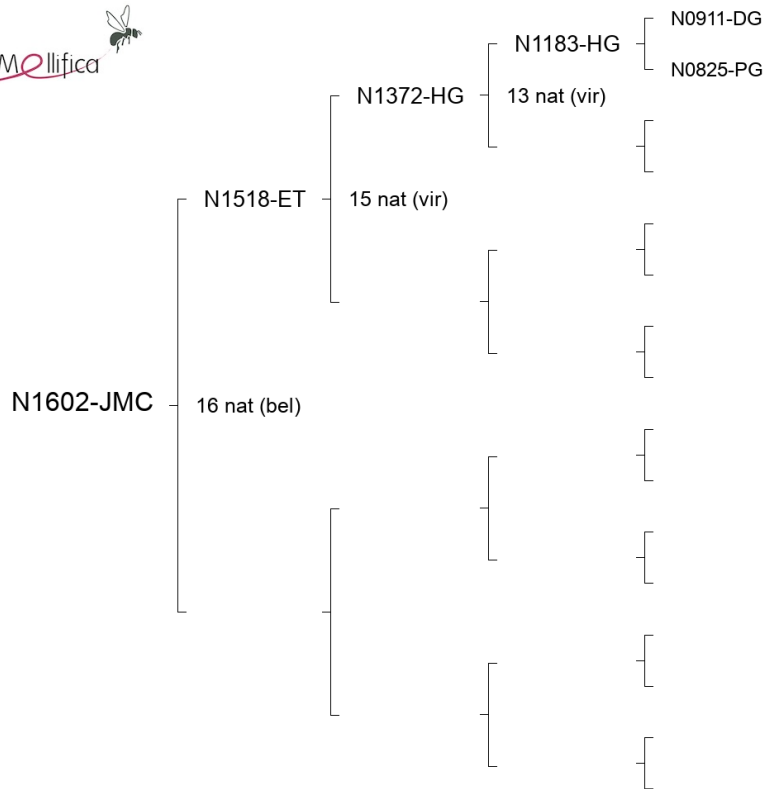 Mellifica
N0911-DG
N1183-HG
N0825-PG
N1372-HG
13 nat (vir)
N1518-ET
15 nat (vir)
N1602-JMC
16 nat (bel)